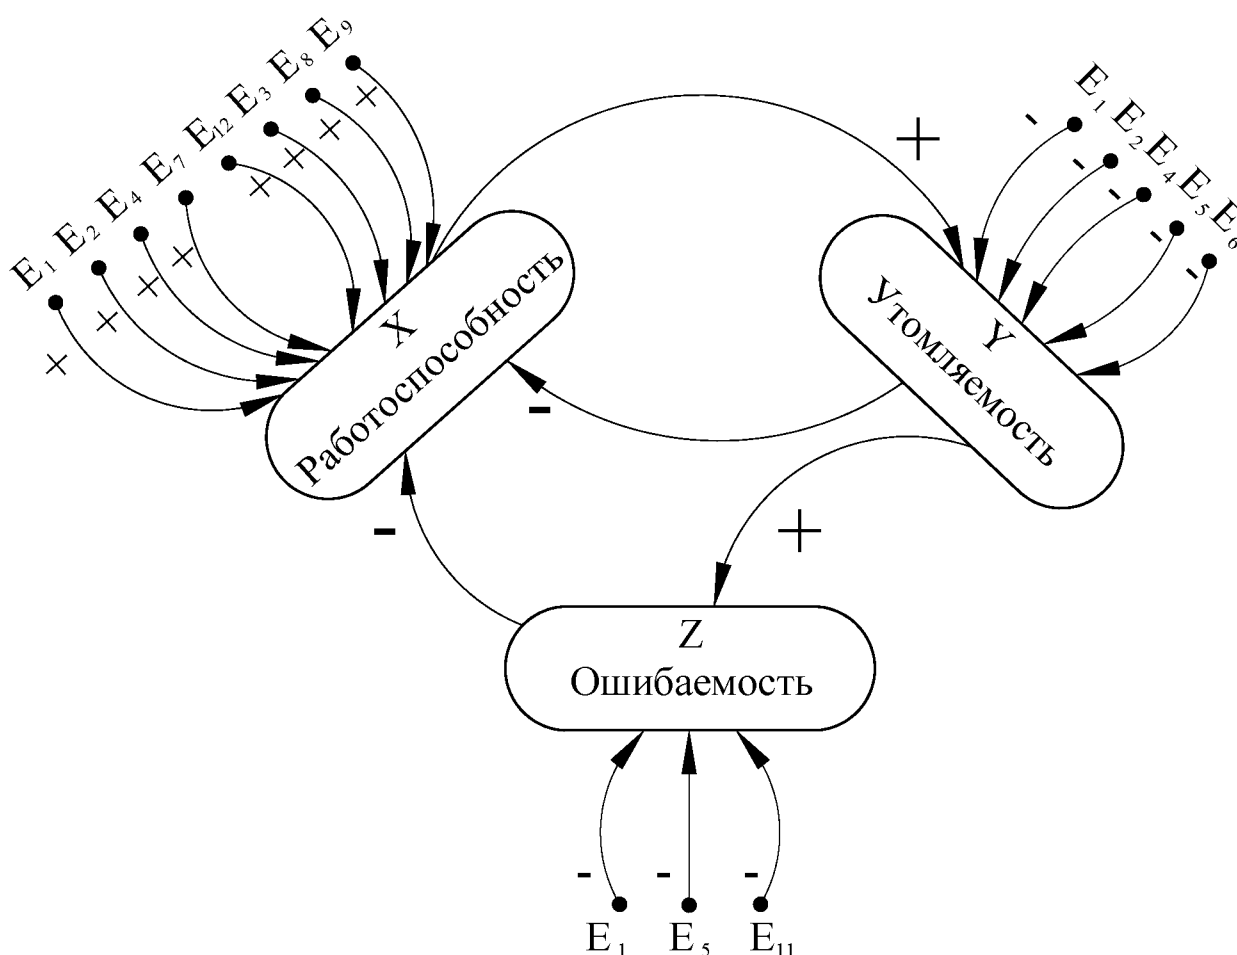 E₁ E₂ E₄ E₇ E₁₂ E₃ E₈ E₉
+ + + + + + + +
E₁ E₂ E₄ E₅ E₆
- - - - -
+
X
Работоспособность
Y
Утомляемость
-
-
+
Z
Ошибаемость
- - -
E₁ E₅ E₁₁